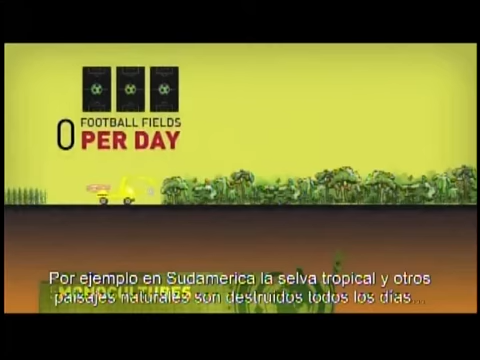 0 FOOTBALL FIELDS
PER DAY
Por ejemplo en Sudamerica la selva tropical y otros
MONOCULTURES
paisajes naturales son destruidos todos los días...